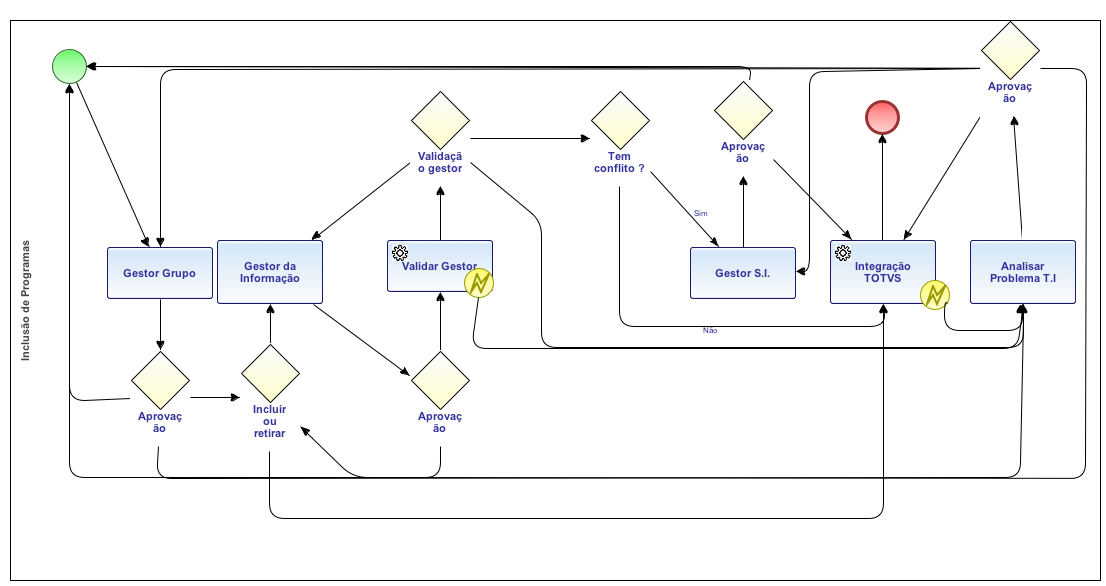 Inclusão de Programas
Aprovaç
ão
Validaçã
o gestor
Tem
conflito ?
Aprovaç
ão
Sim
Gestor Grupo
Gestor da
Informação
Validar Gestor
Gestor S.I.
Integração
TOTVS
Analisar
Problema T.I
Não
Aprovaç
ão
Incluir
ou
retirar
Aprovaç
ão